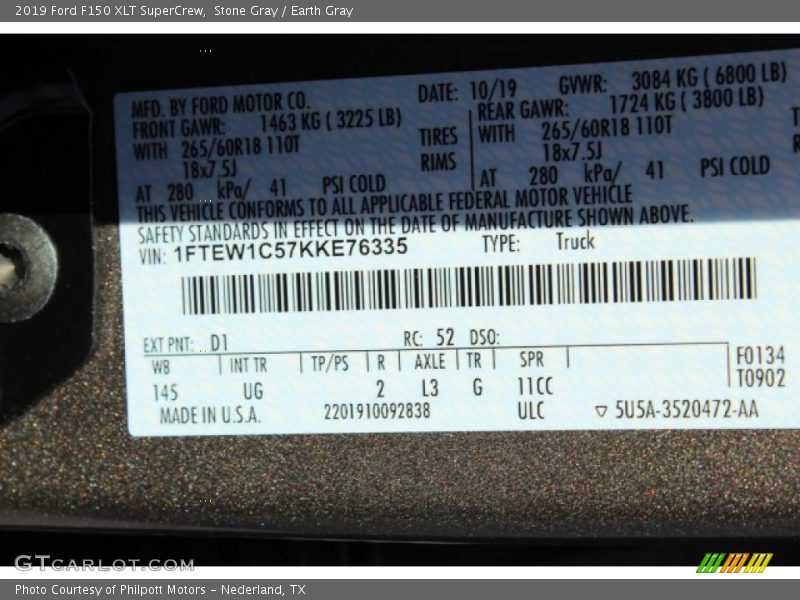 2019 Ford F150 XLT SuperCrew,  Stone Gray / Earth Gray
MFD. BY FORD MOTOR CO. DATE: 10/19 GVWR: 3084 KG ( 6800 LB)
FRONT GAWR: 1463 KG ( 3225 LB) REAR GAWR: 1724 KG ( 3800 LB)
WITH 265/60R18 110T TIRES WITH 265/60R18 110T T
18x7.5J RIMS 18x7.5J R
AT 280 kPa/ 41 PSI COLD AT 280 kPa/ 41 PSI COLD
THIS VEHICLE CONFORMS TO ALL APPLICABLE FEDERAL MOTOR VEHICLE
SAFETY STANDARDS IN EFFECT ON THE DATE OF MANUFACTURE SHOWN ABOVE.
VIN: 1FTEW1C57KKE76335 TYPE: Truck
EXT PNT: D1 RC: 52 DSO:
WB INT TR TP/PS R AXLE TR SPR F0134
145 UG 2 L3 G 11CC T0902
MADE IN U.S.A. 2201910092838 ULC ▽ 5U5A-3520472-AA
GTCARLOT.COM
Photo Courtesy of Philpott Motors - Nederland, TX